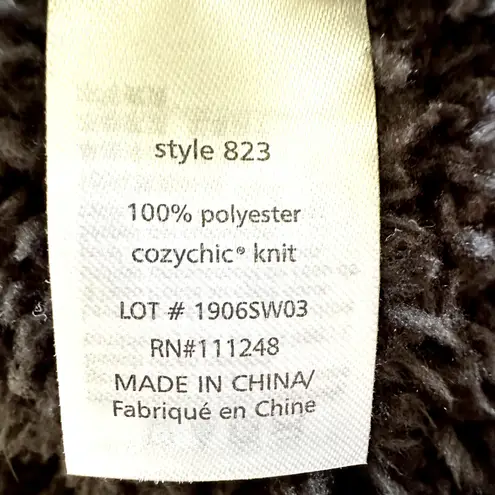 style 823
100% polyester
cozychic® knit
LOT # 1906SW03
RN#111248
MADE IN CHINA/
Fabriqué en Chine